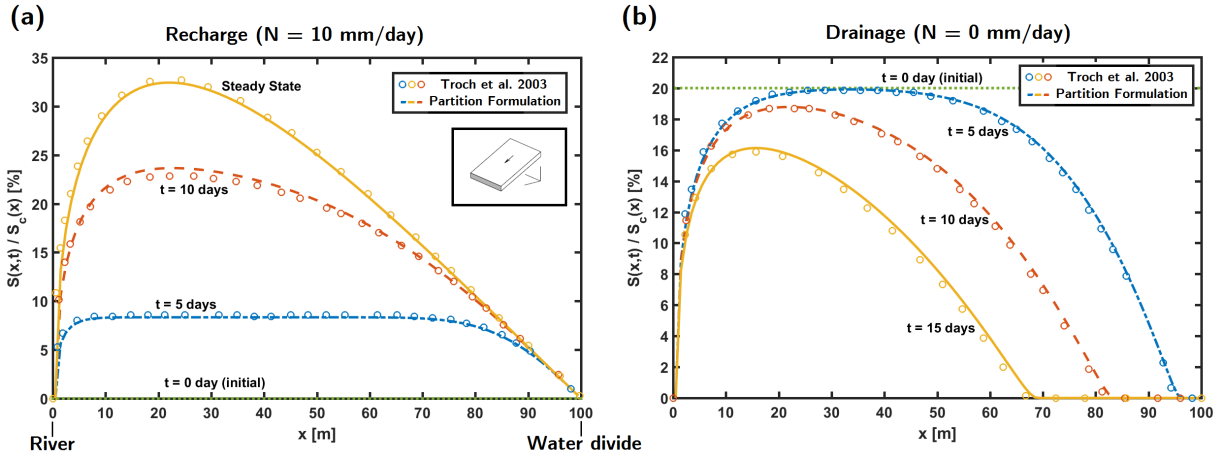 (a)
Recharge (N = 10 mm/day)
S(x,t) / S_c(x) [%]
35
30
25
20
15
10
5
0
Steady State
Troch et al. 2003
Partition Formulation
t = 10 days
t = 5 days
t = 0 day (initial)
0 10 20 30 40 50 60 70 80 90 100
x [m]
River
Water divide
(b)
Drainage (N = 0 mm/day)
S(x,t) / S_c(x) [%]
22
20
18
16
14
12
10
8
6
4
2
0
t = 0 day (initial)
Troch et al. 2003
Partition Formulation
t = 5 days
t = 10 days
t = 15 days
0 10 20 30 40 50 60 70 80 90 100
x [m]